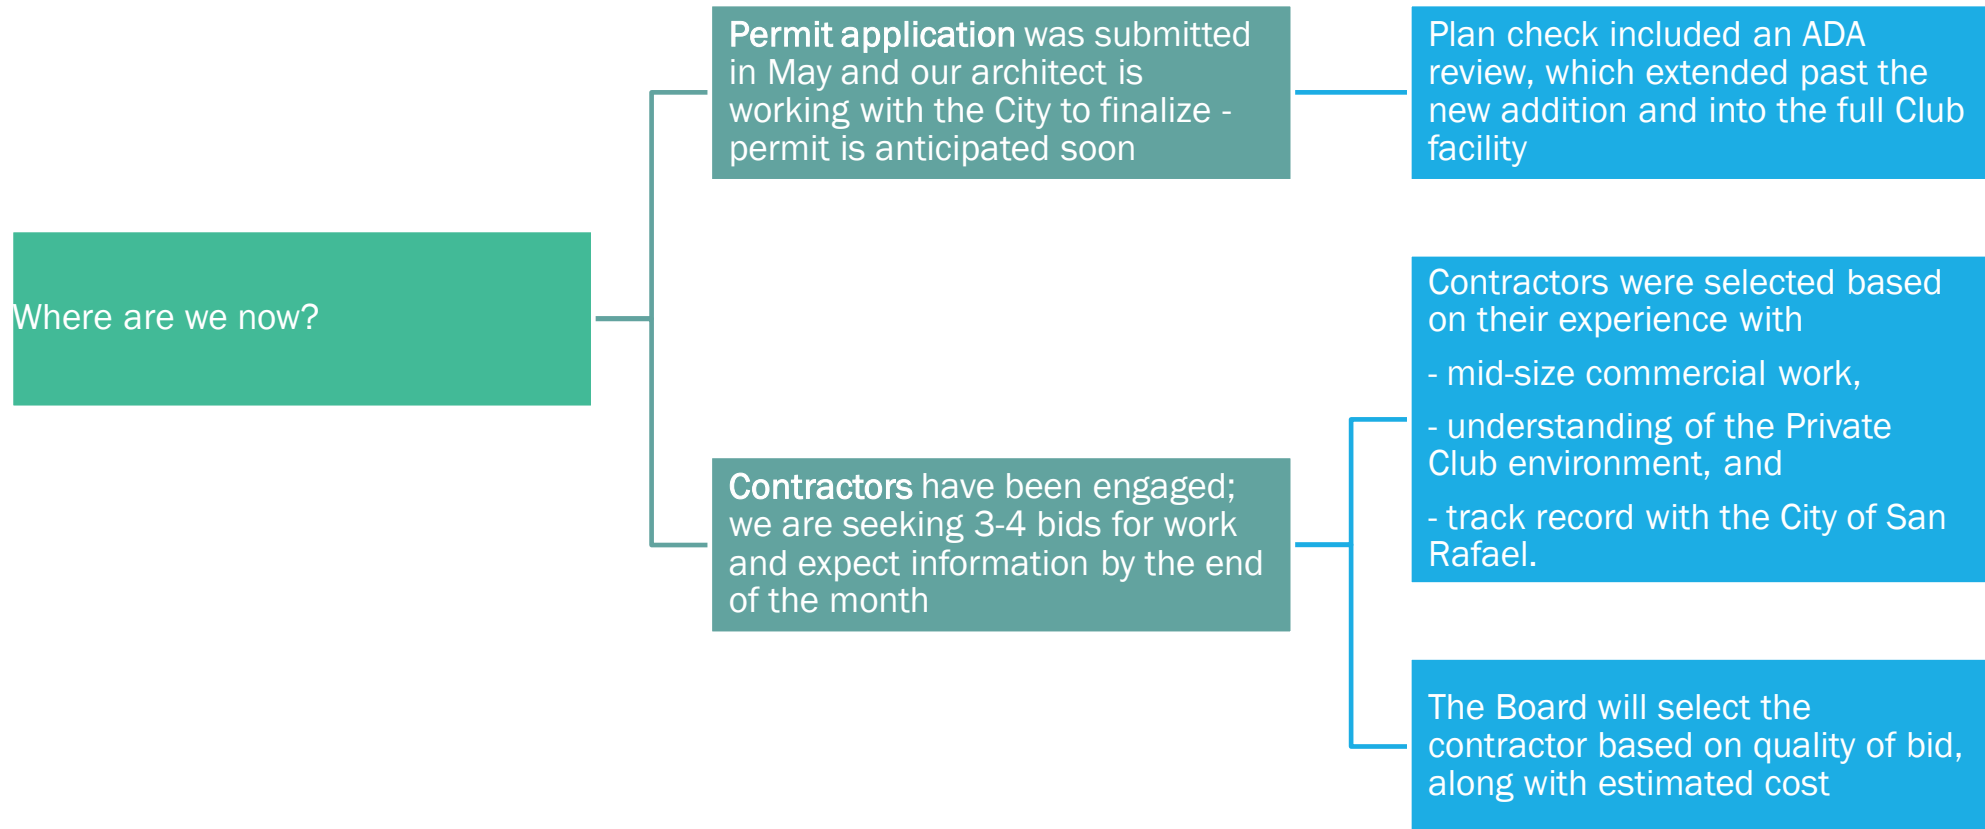 Where are we now?
Permit application was submitted
in May and our architect is
working with the City to finalize -
permit is anticipated soon
Plan check included an ADA
review, which extended past the
new addition and into the full Club
facility
Contractors have been engaged;
we are seeking 3-4 bids for work
and expect information by the end
of the month
Contractors were selected based
on their experience with
- mid-size commercial work,
- understanding of the Private
Club environment, and
- track record with the City of San
Rafael.
The Board will select the
contractor based on quality of bid,
along with estimated cost